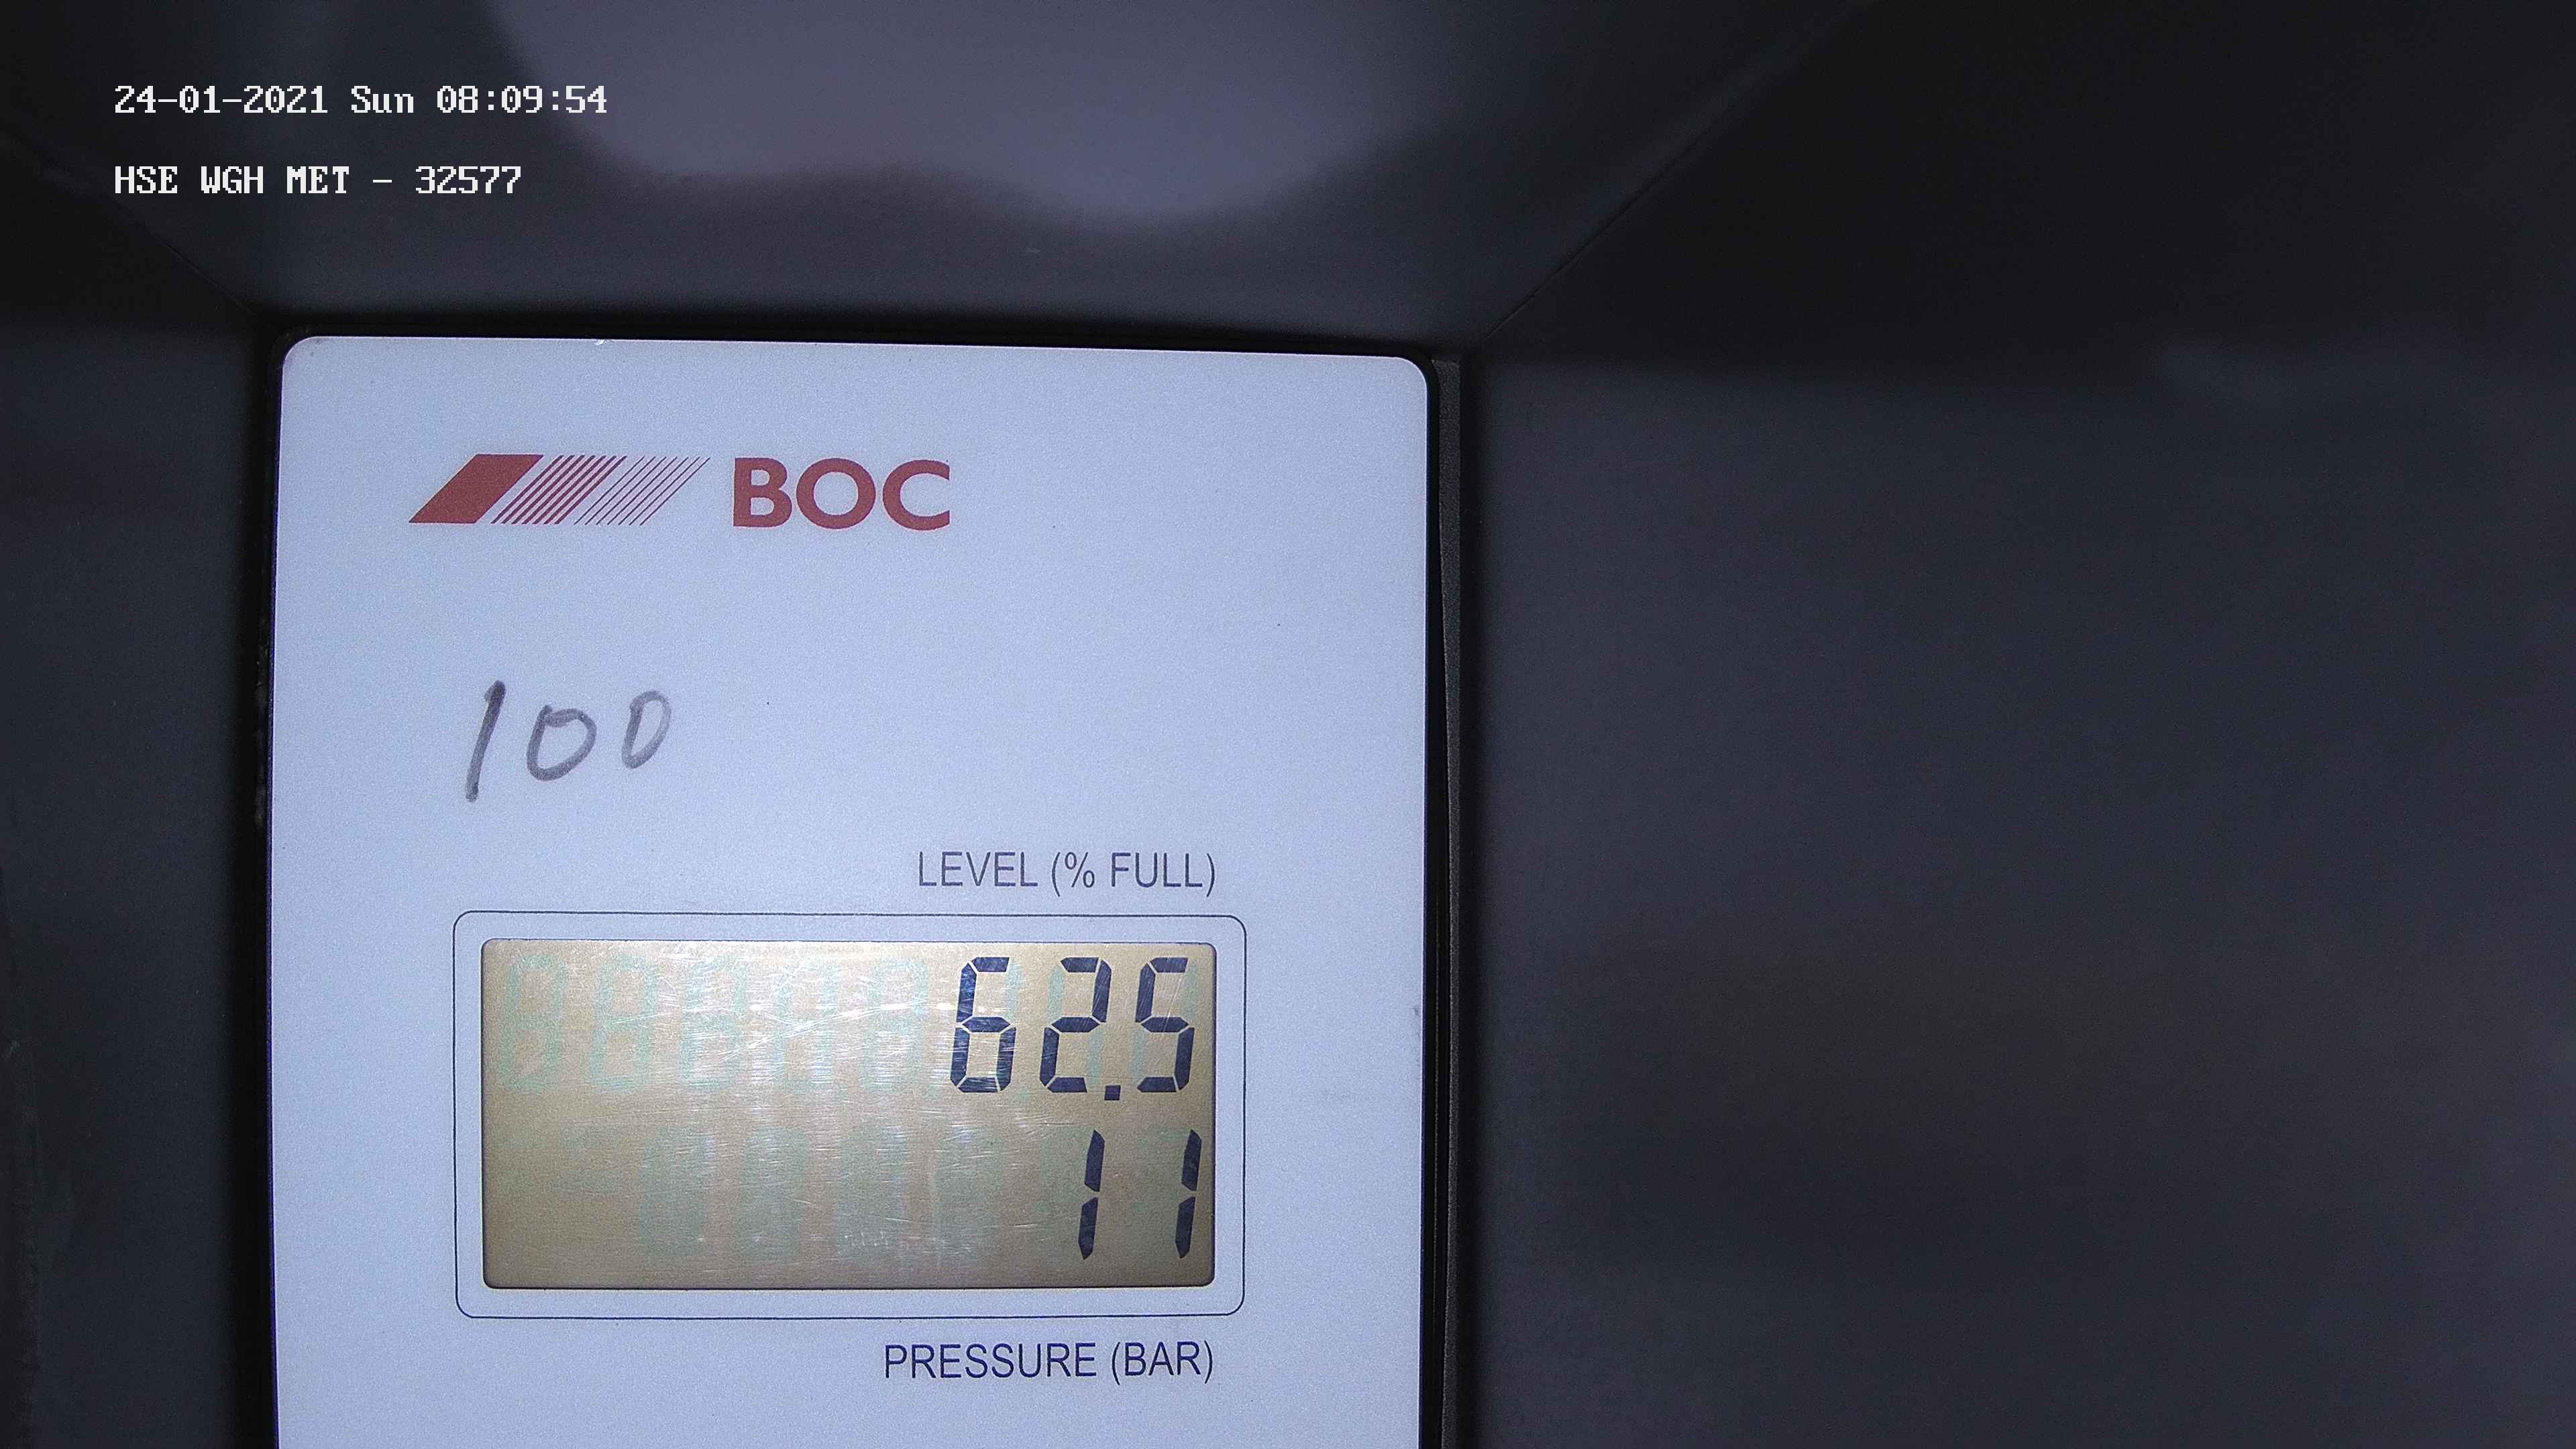 24-01-2021 Sun 08:09:54
HSE WGH MET - 32577
BOC
100
LEVEL (% FULL)
62.5
11
PRESSURE (BAR)